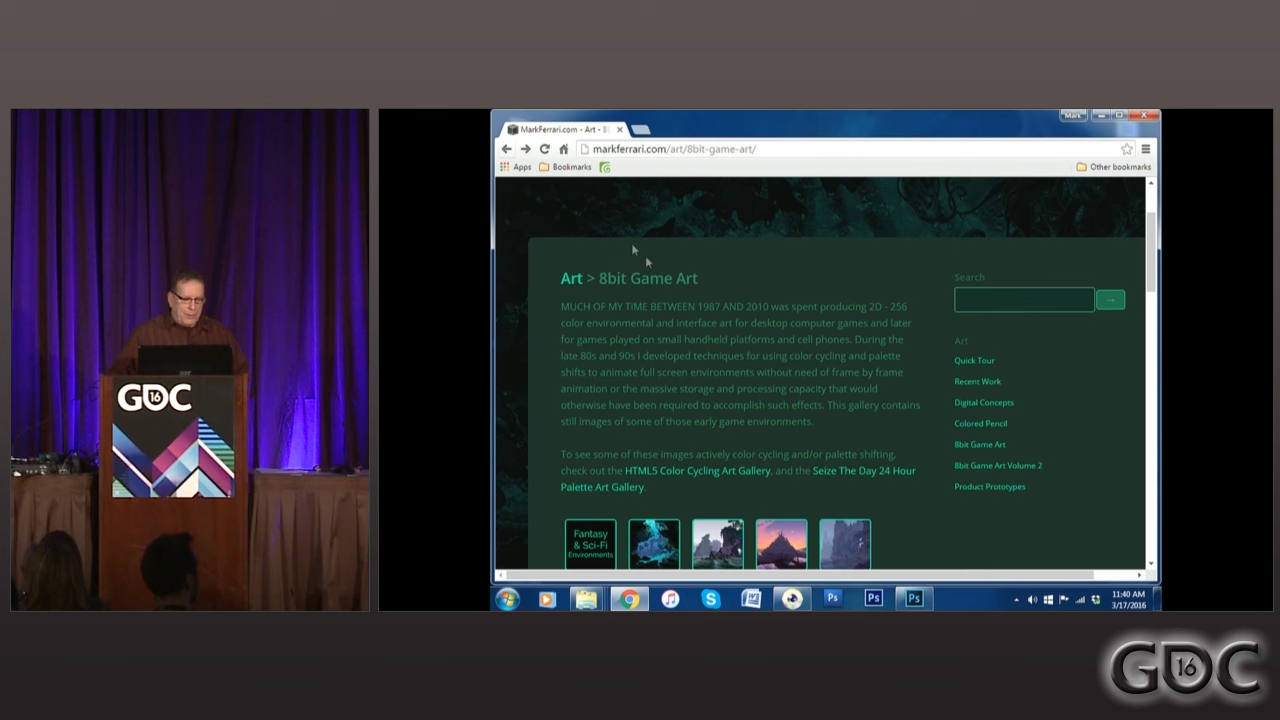 GDC 16
MarkFerrari.com - Art - 8
Mark
markferrari.com/art/8bit-game-art/
Apps
Bookmarks
Other bookmarks
Art > 8bit Game Art
MUCH OF MY TIME BETWEEN 1987 AND 2010 was spent producing 2D - 256
color environmental and interface art for desktop computer games and later
for games played on small handheld platforms and cell phones. During the
late 80s and 90s I developed techniques for using color cycling and palette
shifts to animate full screen environments without need of frame by frame
animation or the massive storage and processing capacity that would
otherwise have been required to accomplish such effects. This gallery contains
still images of some of those early game environments.
To see some of these images actively color cycling and/or palette shifting,
check out the HTML5 Color Cycling Art Gallery, and the Seize The Day 24 Hour
Palette Art Gallery.
Fantasy
& Sci-Fi
Environments
Search
→
Art
Quick Tour
Recent Work
Digital Concepts
Colored Pencil
8bit Game Art
8bit Game Art Volume 2
Product Prototypes
S
W
Ps
Ps
Ps
11:40 AM
3/17/2016
GDC 16